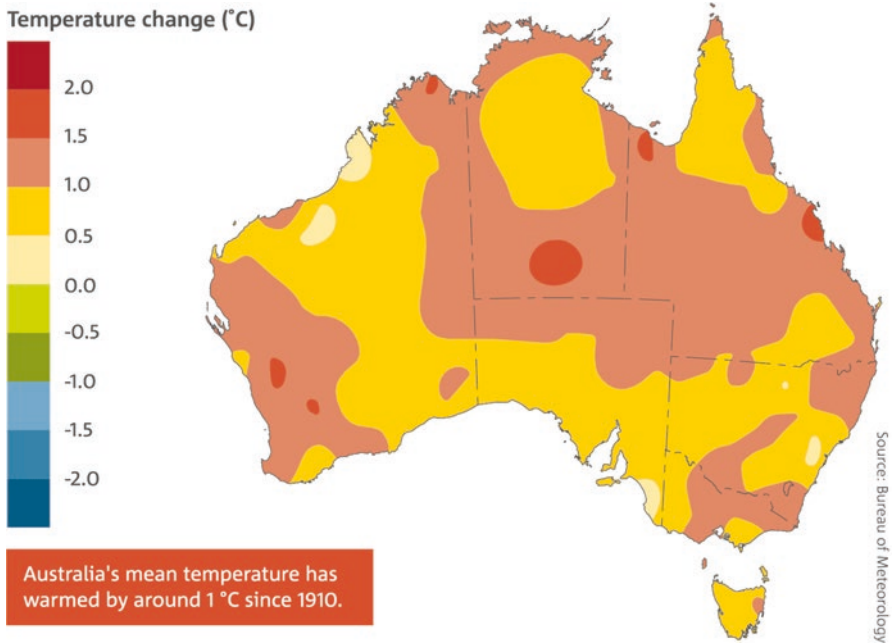 Temperature change (˚C)
2.0
1.5
1.0
0.5
0.0
-0.5
-1.0
-1.5
-2.0
Australia's mean temperature has
warmed by around 1 °C since 1910.
Source: Bureau of Meteorology